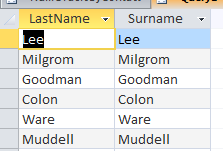 LastName Surname
Lee Lee
Milgrom Milgrom
Goodman Goodman
Colon Colon
Ware Ware
Muddell Muddell